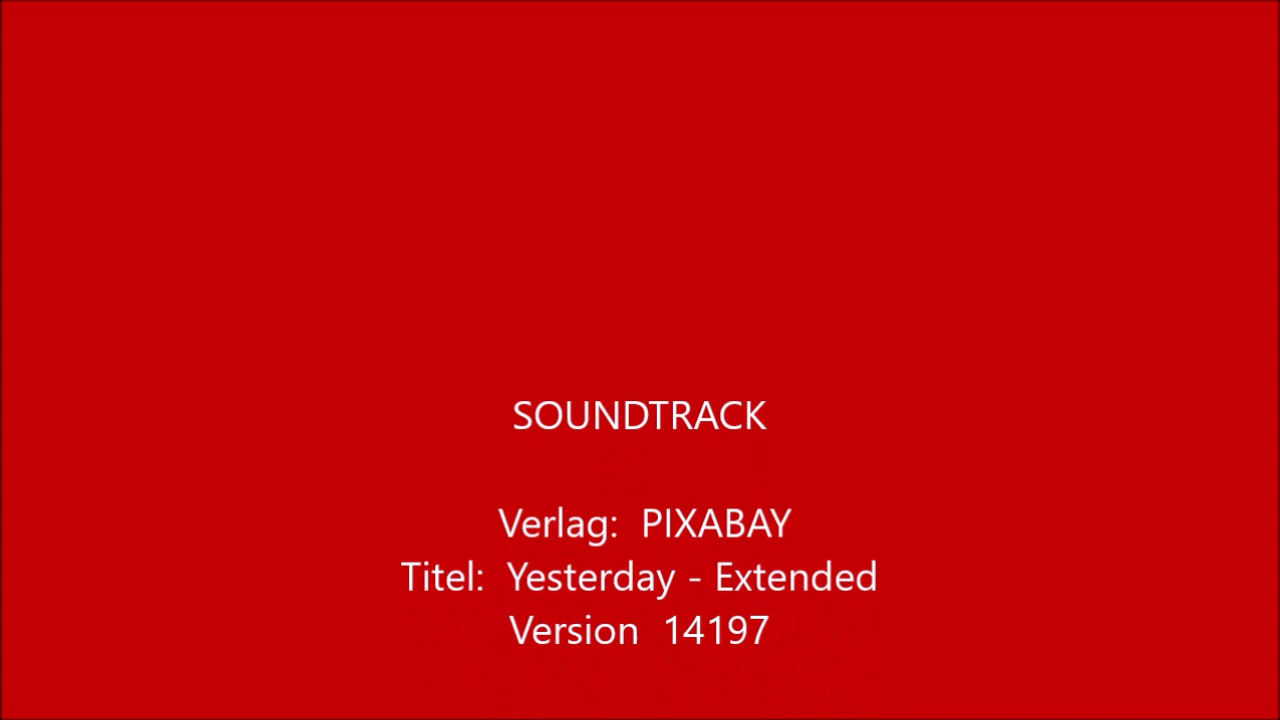 SOUNDTRACK
Verlag: PIXABAY
Titel: Yesterday - Extended
Version 14197